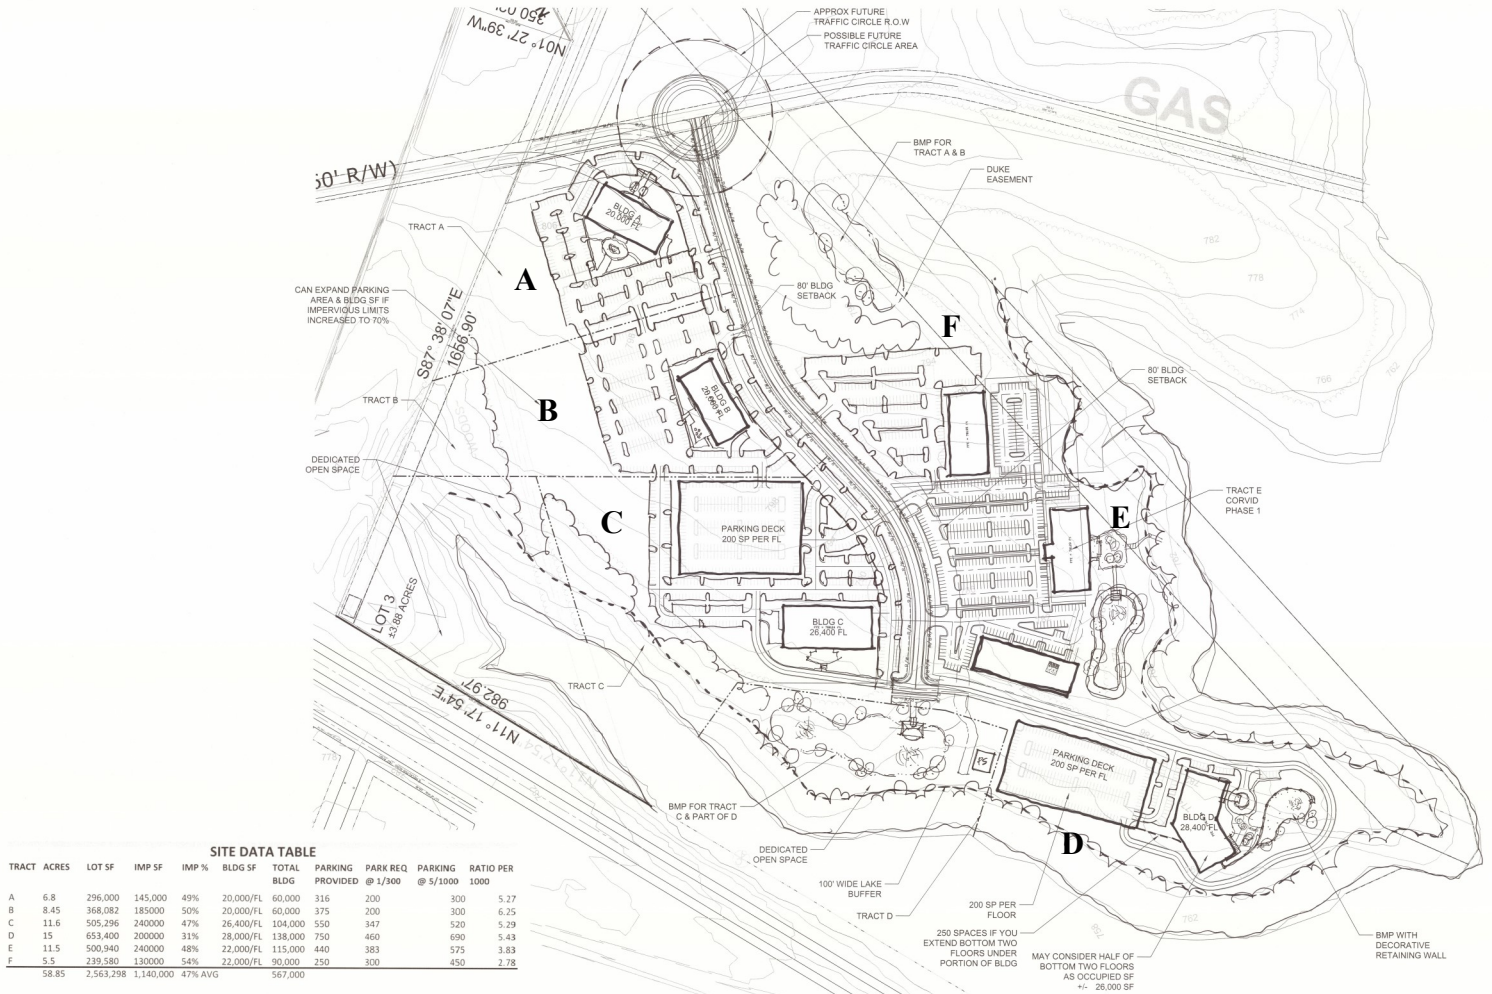 APPROX FUTURE
TRAFFIC CIRCLE R.O.W
POSSIBLE FUTURE
TRAFFIC CIRCLE AREA
N01° 27' 39"W
GAS
BMP FOR
TRACT A & B
DUKE
EASEMENT
50' R/W)
BLDG A
20,000 FL
806
TRACT A
A
CAN EXPAND PARKING
AREA & BLDG SF IF
IMPERVIOUS LIMITS
INCREASED TO 70%
S87° 38' 07"E
1656.90'
80' BLDG
SETBACK
782
778
774
766
762
F
80' BLDG
SETBACK
TRACT B
B
BLDG B
FL
DEDICATED
OPEN SPACE
C
PARKING DECK
200 SP PER FL
E
TRACT E
CORVID
PHASE 1
LOT 3
±3.88 ACRES
BLDG C
26,400 FL
TRACT C
N11° 17' 54"E
982.97'
776
PARKING DECK
200 SP PER FL
BLDG D
28,400 FL
D
BMP FOR TRACT
C & PART OF D
DEDICATED
OPEN SPACE
100' WIDE LAKE
BUFFER
TRACT D
200 SP PER
FLOOR
250 SPACES IF YOU
EXTEND BOTTOM TWO
FLOORS UNDER
PORTION OF BLDG
MAY CONSIDER HALF OF
BOTTOM TWO FLOORS
AS OCCUPIED SF
+/- 26,000 SF
762
758
BMP WITH
DECORATIVE
RETAINING WALL
SITE DATA TABLE
TRACT ACRES LOT SF IMP SF IMP % BLDG SF TOTAL BLDG PARKING PROVIDED PARK REQ @ 1/300 PARKING @ 5/1000 RATIO PER 1000
A 6.8 296,000 145,000 49% 20,000/FL 60,000 316 200 300 5.27
B 8.45 368,082 185000 50% 20,000/FL 60,000 375 200 300 6.25
C 11.6 505,296 240000 47% 26,400/FL 104,000 550 347 520 5.29
D 15 653,400 200000 31% 28,000/FL 138,000 750 460 690 5.43
E 11.5 500,940 240000 48% 22,000/FL 115,000 440 383 575 3.83
F 5.5 239,580 130000 54% 22,000/FL 90,000 250 300 450 2.78
58.85 2,563,298 1,140,000 47% AVG 567,000